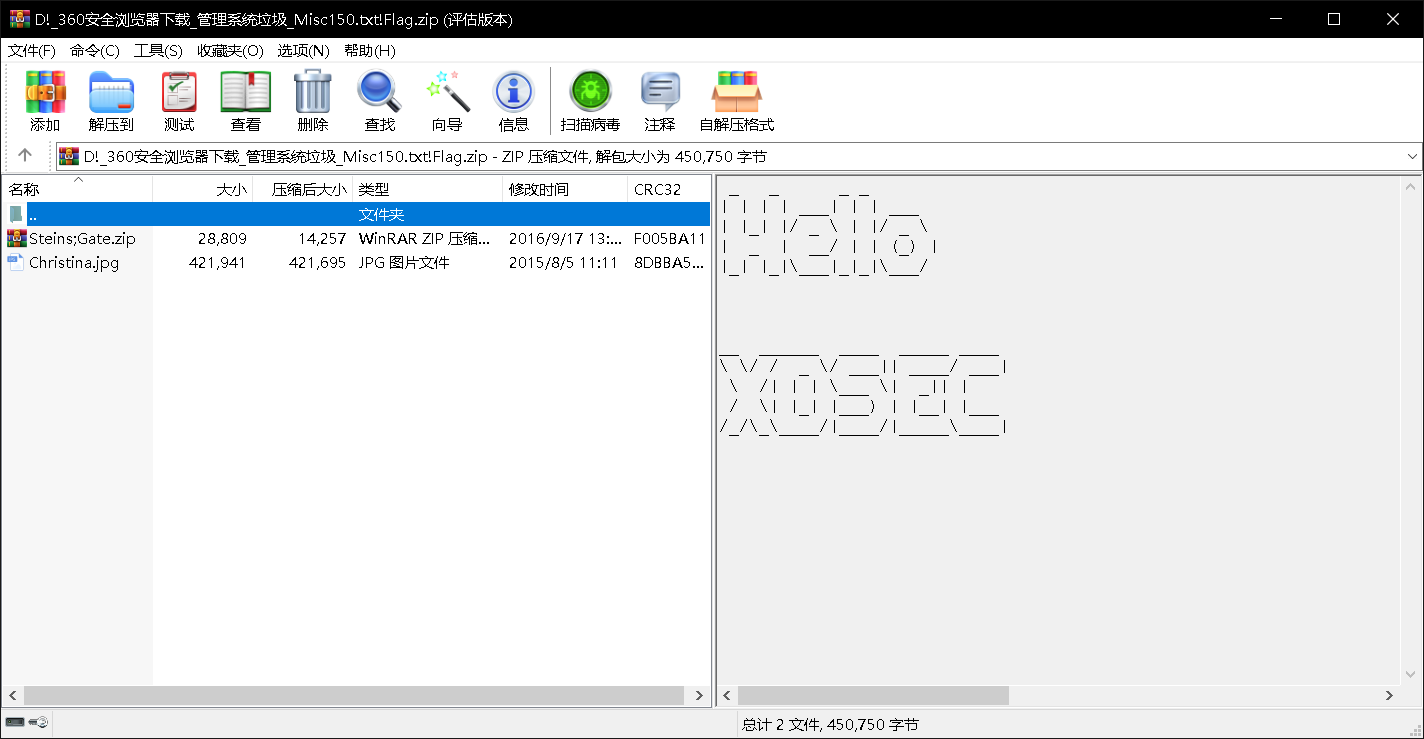 D!_360安全浏览器下载_管理系统垃圾_Misc150.txt!Flag.zip (评估版本)
文件(F) 命令(C) 工具(S) 收藏夹(O) 选项(N) 帮助(H)
添加 解压到 测试 查看 删除 查找 向导 信息 扫描病毒 注释 自解压格式
D!_360安全浏览器下载_管理系统垃圾_Misc150.txt!Flag.zip - ZIP 压缩文件, 解包大小为 450,750 字节
名称 大小 压缩后大小 类型 修改时间 CRC32
.. 文件夹
Steins;Gate.zip 28,809 14,257 WinRAR ZIP 压缩... 2016/9/17 13:... F005BA11
Christina.jpg 421,941 421,695 JPG 图片文件 2015/8/5 11:11 8DBBA5...
Hello
XDSEC
总计 2 文件, 450,750 字节